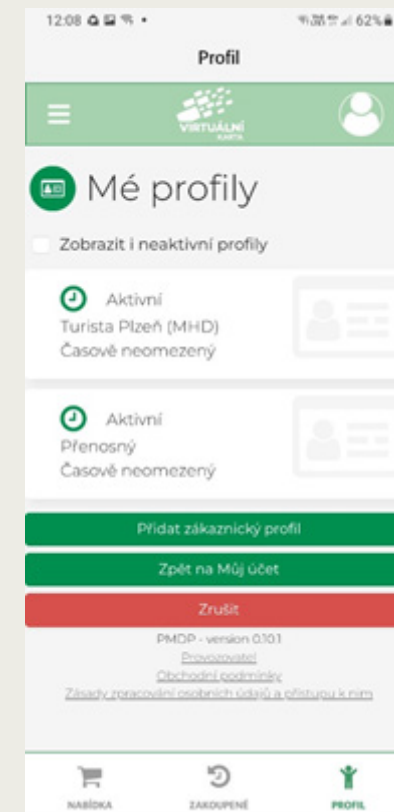 12:08
62%
Profil
VIRTUÁLNÍ
KARTA
Mé profily
Zobrazit i neaktivní profily
Aktivní
Turista Plzeň (MHD)
Časově neomezený
Aktivní
Přenosný
Časově neomezený
Přidat zákaznický profil
Zpět na Můj účet
Zrušit
PMDP - version 0.10.1
Provozovatel
Obchodní podmínky
Zásady zpracování osobních údajů a přístupu k nim
NABÍDKA
ZAKOUPENÉ
PROFIL